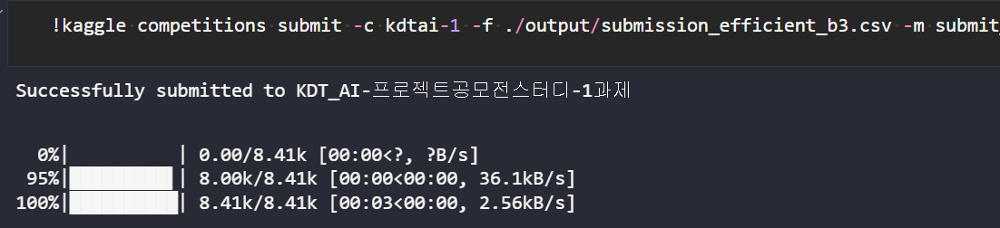 !kaggle competitions submit -c kdtai-1 -f ./output/submission_efficient_b3.csv -m submit_
Successfully submitted to KDT_AI-프로젝트공모전스터디-1과제
0%| | 0.00/8.41k [00:00<?, ?B/s]
95%|█████████▌| 8.00k/8.41k [00:00<00:00, 36.1kB/s]
100%|██████████| 8.41k/8.41k [00:03<00:00, 2.56kB/s]